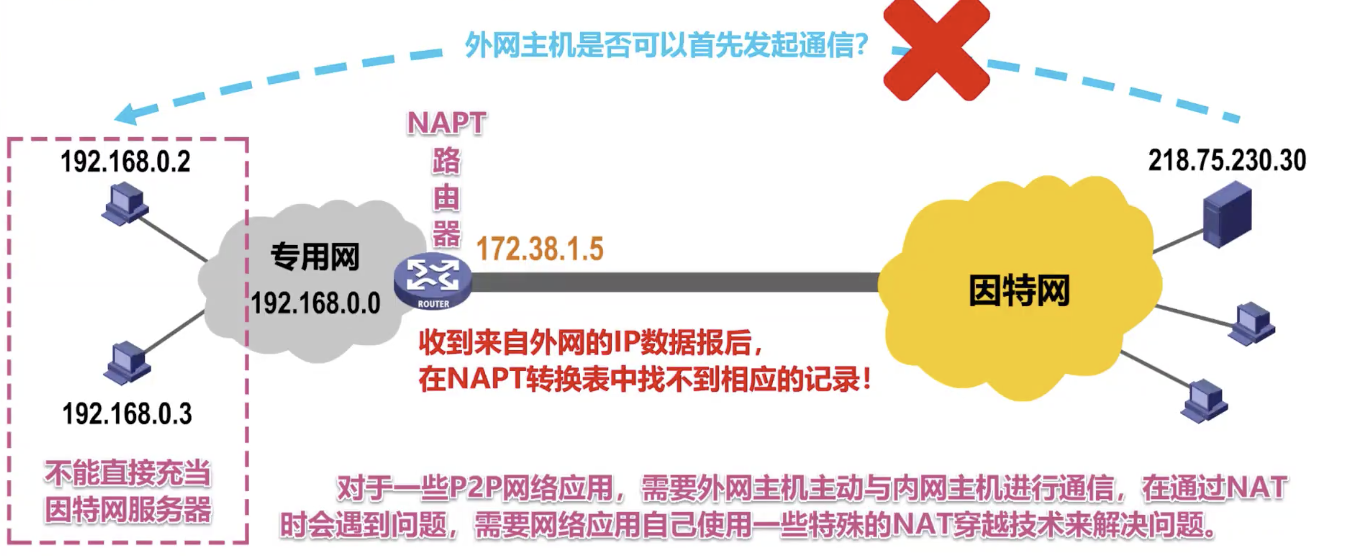 外网主机是否可以首先发起通信？
NAPT
路
由
器
192.168.0.2
218.75.230.30
专用网
192.168.0.0
172.38.1.5
ROUTER
因特网
收到来自外网的IP数据报后，
在NAPT转换表中找不到相应的记录！
192.168.0.3
不能直接充当
因特网服务器
对于一些P2P网络应用，需要外网主机主动与内网主机进行通信，在通过NAT
时会遇到问题，需要网络应用自己使用一些特殊的NAT穿越技术来解决问题。